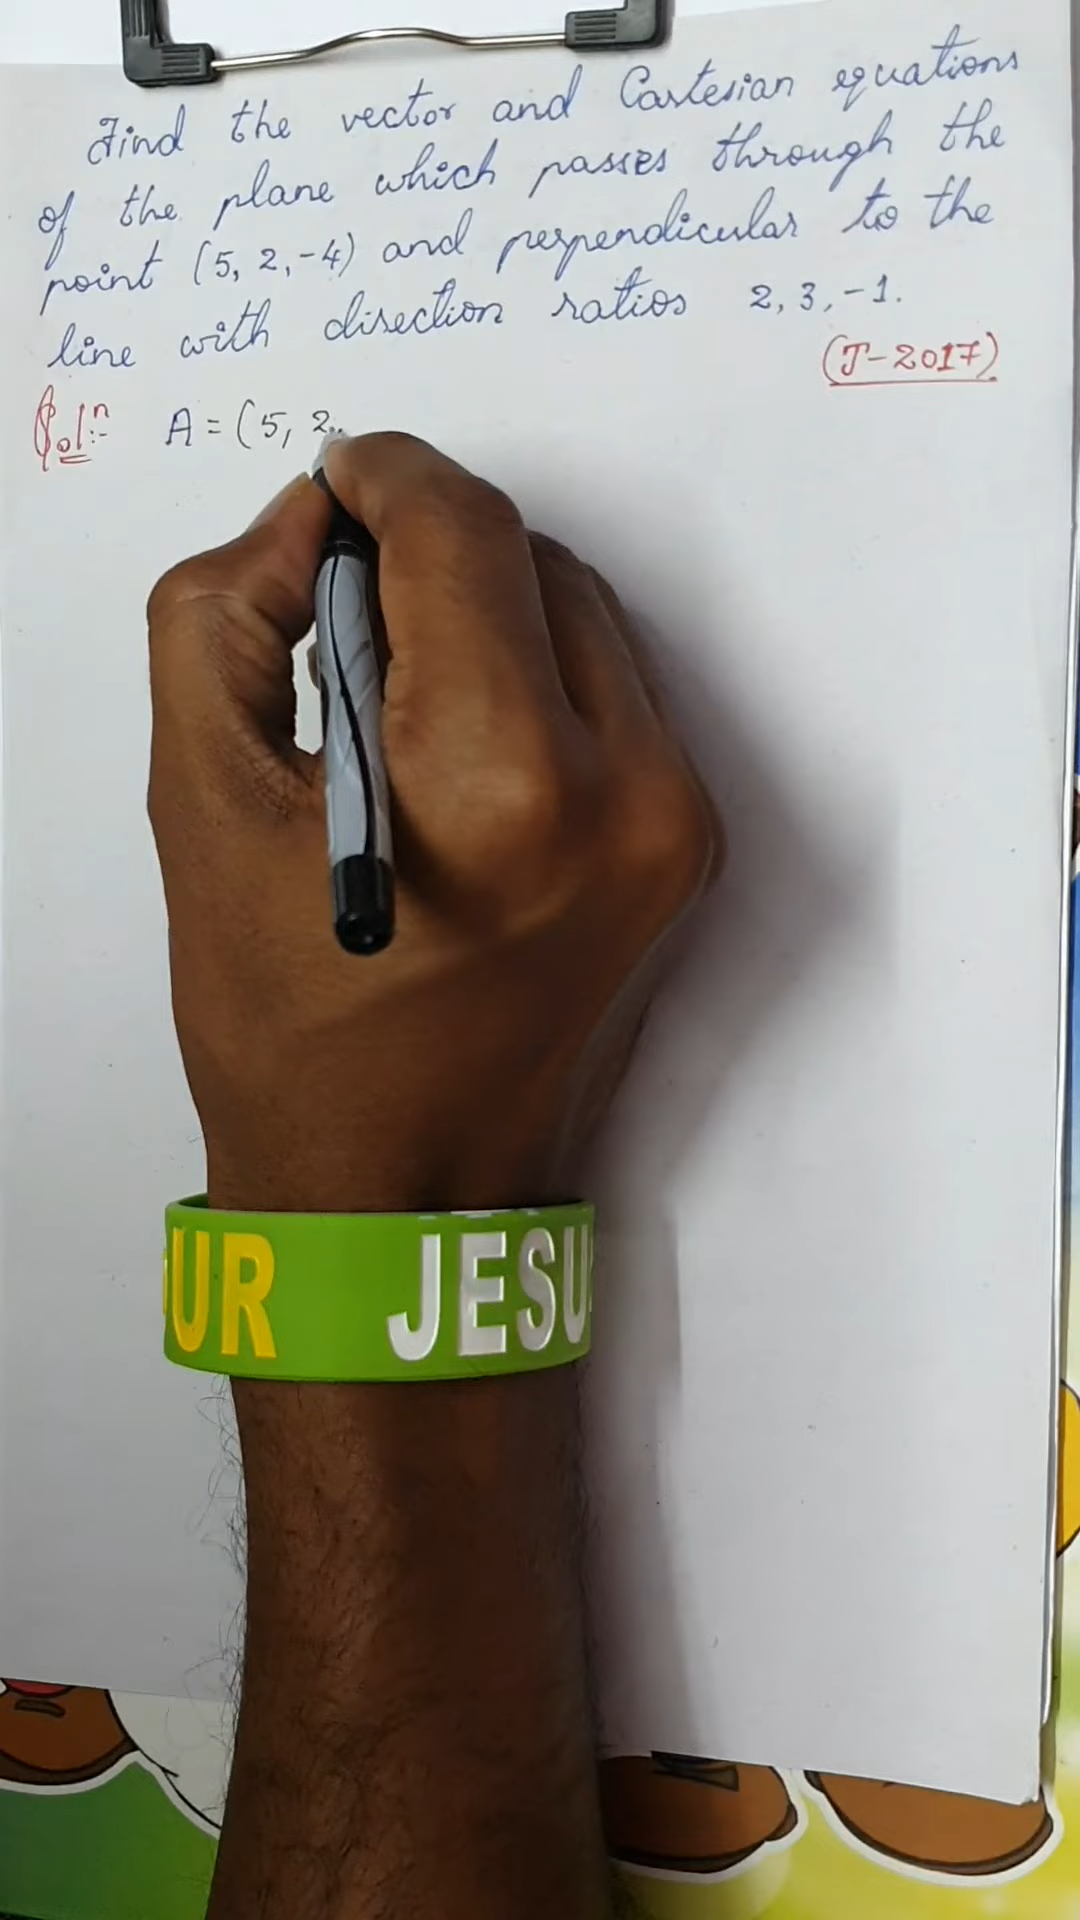 Find the vector and Cartesian equations
of the plane which passes through the
point (5, 2, -4) and perpendicular to the
line with direction ratios 2, 3, -1.
(J-2017)
Solⁿ:- A = (5, 2,
UR JESU